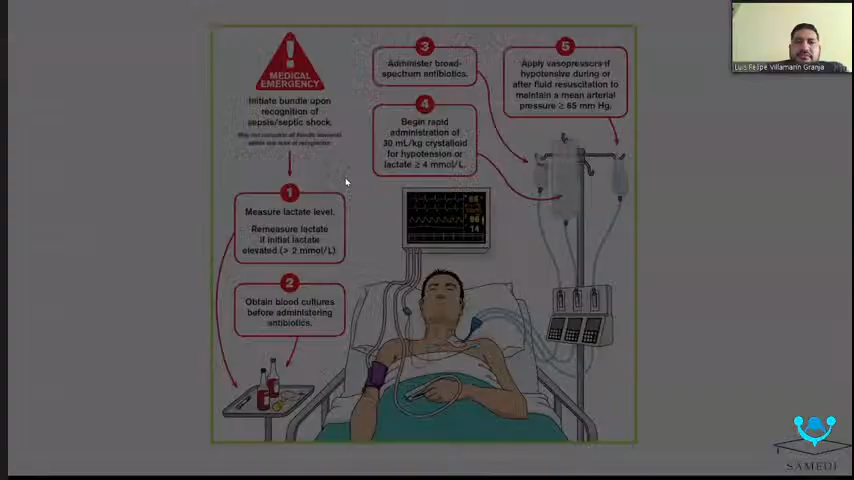 MEDICAL
EMERGENCY
Initiate bundle upon
recognition of
sepsis/septic shock.
1
Measure lactate level.
Remeasure lactate
if initial lactate
elevated (> 2 mmol/L).
2
Obtain blood cultures
before administering
antibiotics.
3
Administer broad-
spectrum antibiotics.
4
Begin rapid
administration of
30 mL/kg crystalloid
for hypotension or
lactate ≥ 4 mmol/L.
5
Apply vasopressors if
hypotensive during or
after fluid resuscitation to
maintain a mean arterial
pressure ≥ 65 mm Hg.
14
Luis Felipe Villamarín Granja
SAMEDI